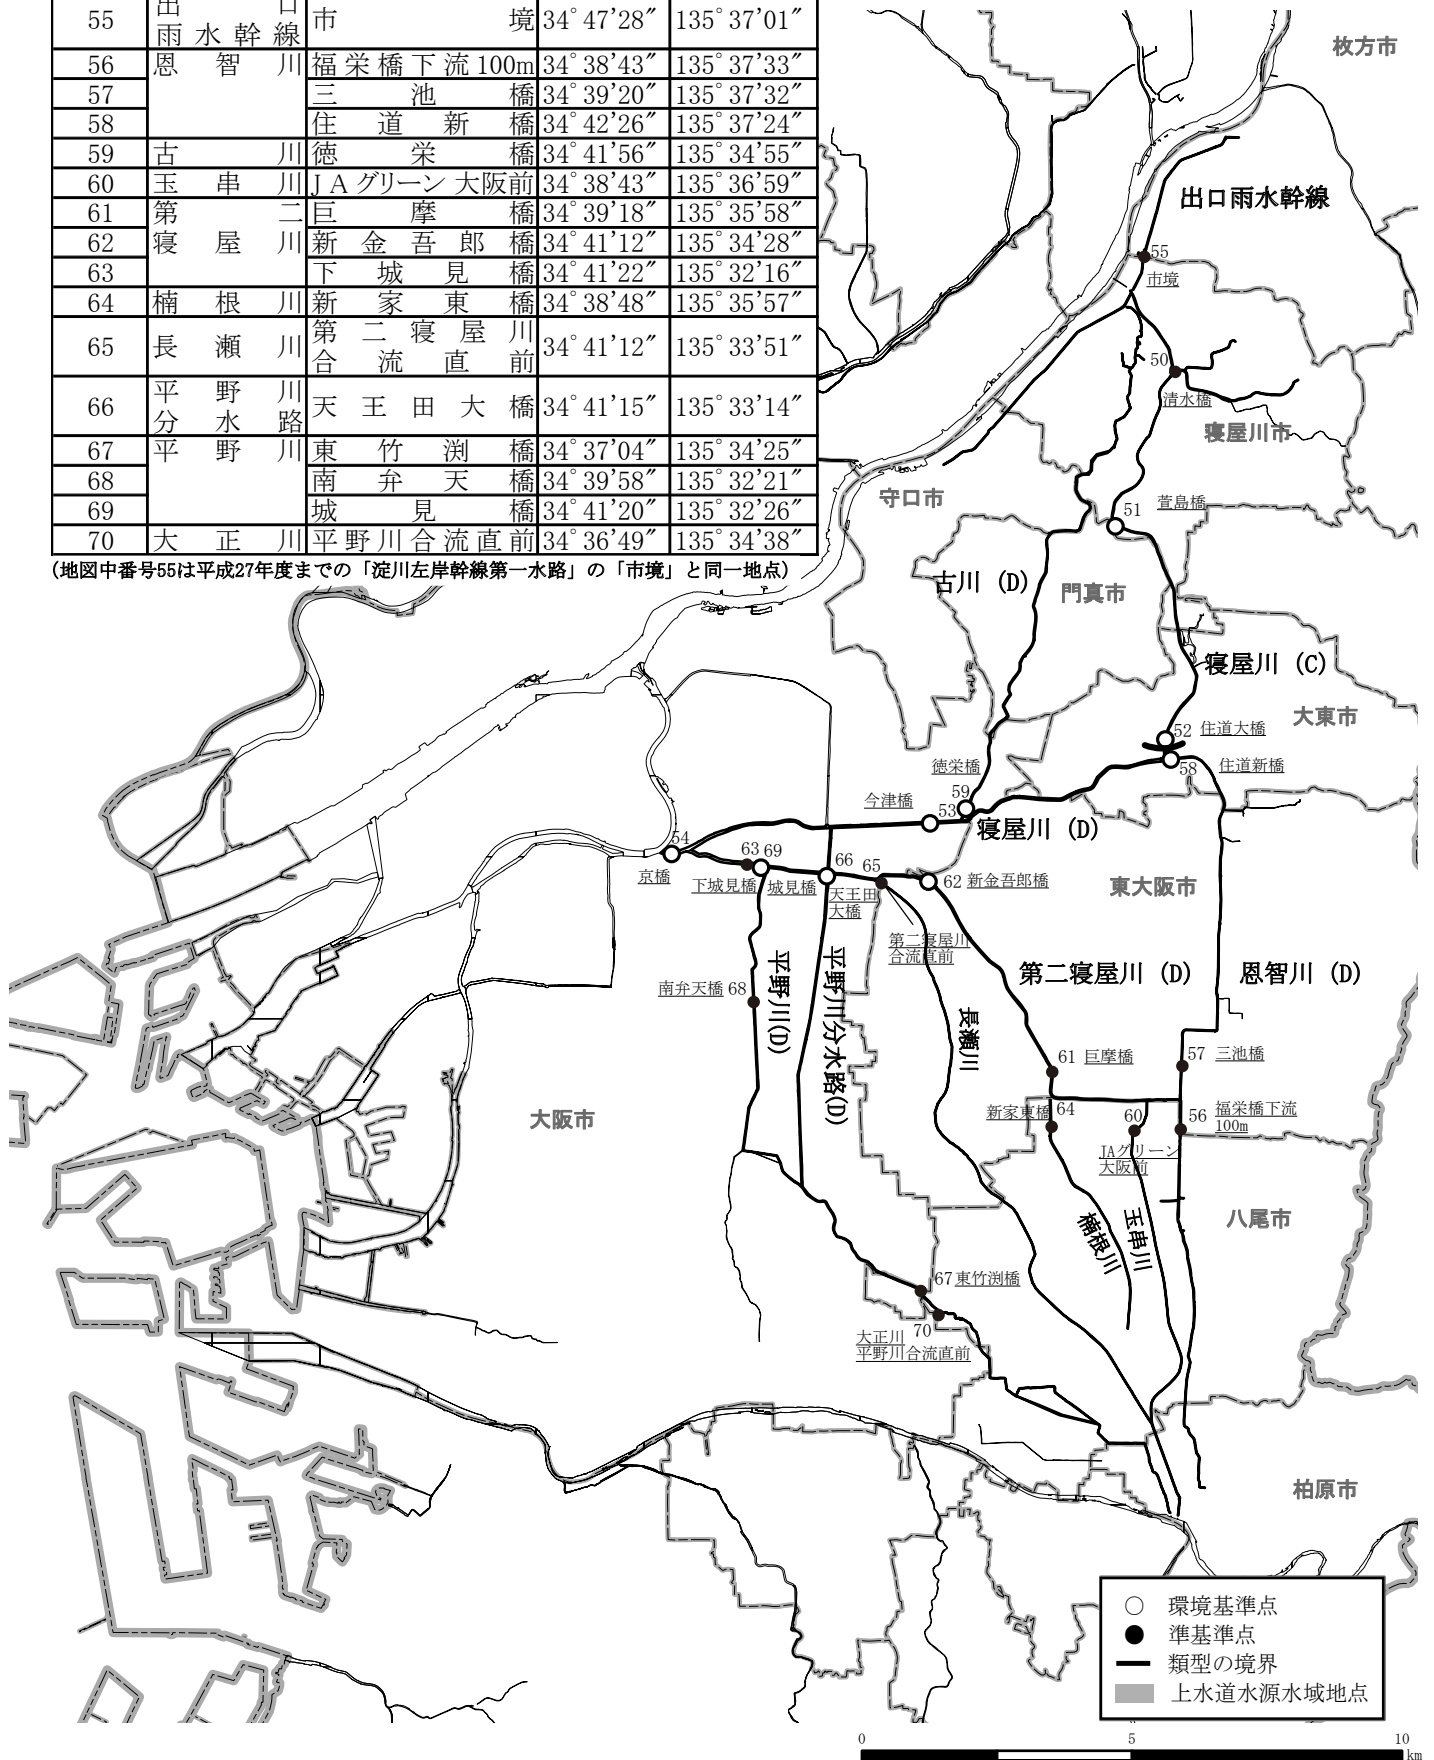 55 出口雨水幹線 市境 34°47’28” 135°37’01”
56 恩智川 福栄橋下流100m 34°38’43” 135°37’33”
57 三池橋 34°39’20” 135°37’32”
58 住道新橋 34°42’26” 135°37’24”
59 古川 徳栄橋 34°41’56” 135°34’55”
60 玉串川 JAグリーン大阪前 34°38’43” 135°36’59”
61 第二 巨摩橋 34°39’18” 135°35’58”
62 寝屋川 新金吾郎橋 34°41’12” 135°34’28”
63 下城見橋 34°41’22” 135°32’16”
64 楠根川 新家東橋 34°38’48” 135°35’57”
65 長瀬川 第二寝屋川合流直前 34°41’12” 135°33’51”
66 平野川分水路 天王田大橋 34°41’15” 135°33’14”
67 平野川 東竹渕橋 34°37’04” 135°34’25”
68 南弁天橋 34°39’58” 135°32’21”
69 城見橋 34°41’20” 135°32’26”
70 大正川 平野川合流直前 34°36’49” 135°34’38”
(地図中番号55は平成27年度までの「淀川左岸幹線第一水路」の「市境」と同一地点)
枚方市
出口雨水幹線
55
市境
50
清水橋
寝屋川市
守口市
51 萱島橋
古川 (D)
門真市
寝屋川 (C)
大東市
52 住道大橋
58 住道新橋
徳栄橋
59
今津橋
53
寝屋川 (D)
54
京橋
63 69
下城見橋
城見橋
66
天王田
大橋
65
第二寝屋川
合流直前
62 新金吾郎橋
東大阪市
第二寝屋川 (D)
恩智川 (D)
南弁天橋 68
平野川(D)
平野川分水路(D)
長瀬川
61 巨摩橋
57 三池橋
新家東橋 64
60
JAグリーン
大阪前
56 福栄橋下流
100m
大阪市
楠根川
玉串川
八尾市
67 東竹渕橋
70
大正川
平野川合流直前
柏原市
○ 環境基準点
● 準基準点
類型の境界
上水道水源水域地点
0 5 10
km